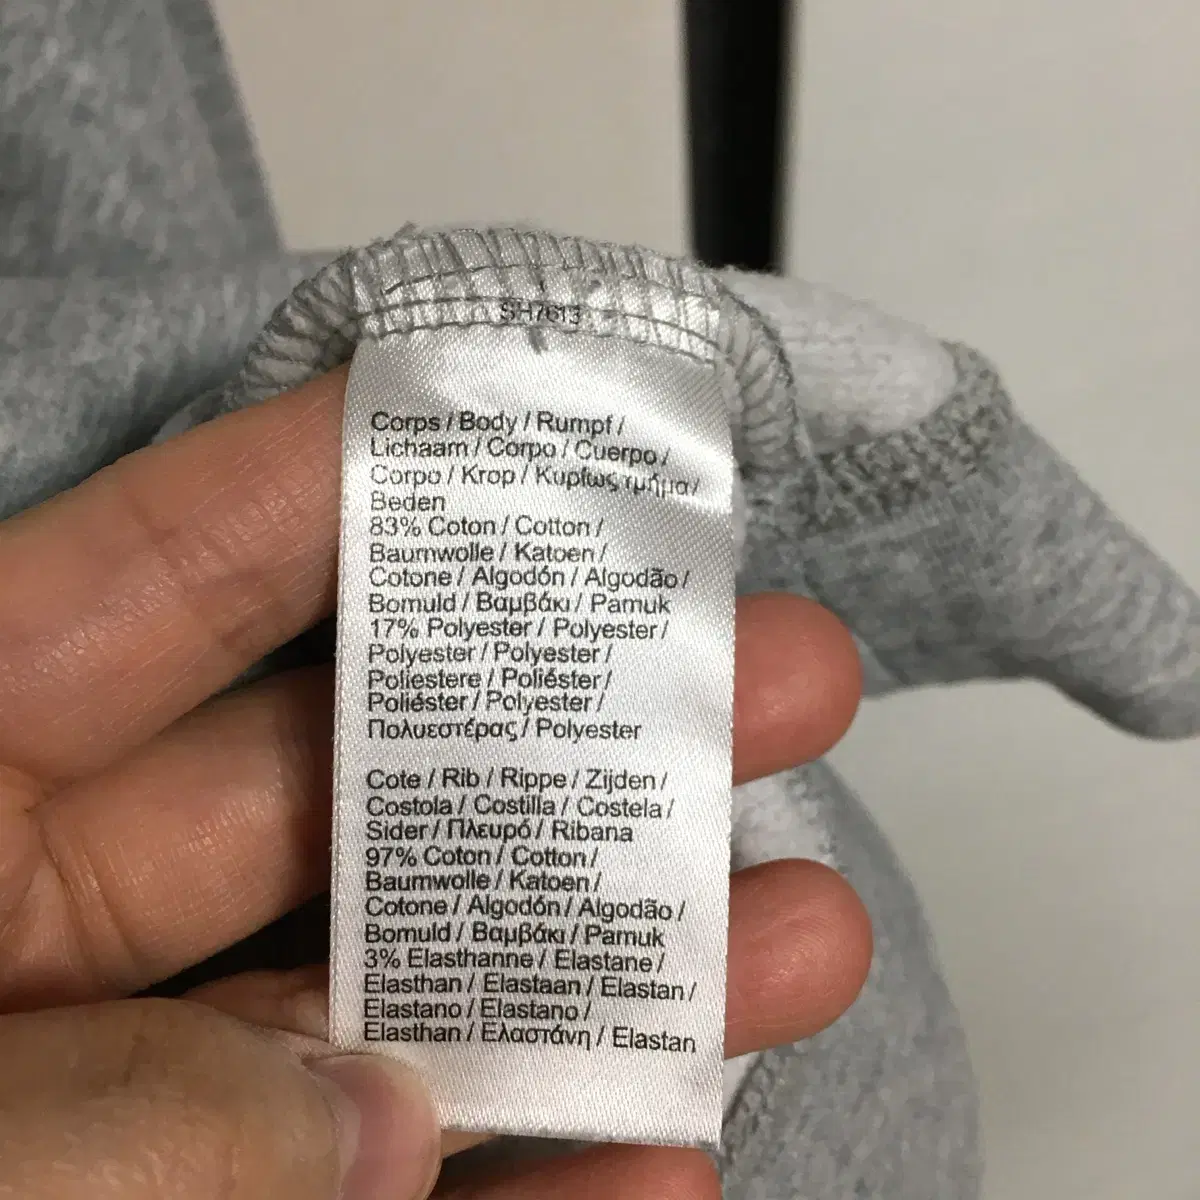 SH7613
Corps / Body / Rumpf /
Lichaam / Corpo / Cuerpo /
Corpo / Krop / Κυρίως τμήμα /
Beden
83% Coton / Cotton /
Baumwolle / Katoen /
Cotone / Algodón / Algodão /
Bomuld / Βαμβάκι / Pamuk
17% Polyester / Polyester /
Polyester / Polyester /
Poliestere / Poliéster /
Poliéster / Polyester /
Πολυεστέρας / Polyester
Cote / Rib / Rippe / Zijden /
Costola / Costilla / Costela /
Sider / Πλευρό / Ribana
97% Coton / Cotton /
Baumwolle / Katoen /
Cotone / Algodón / Algodão /
Bomuld / Βαμβάκι / Pamuk
3% Elasthanne / Elastane /
Elasthan / Elastaan / Elastan /
Elastano / Elastano /
Elasthan / Ελαστάνη / Elastan